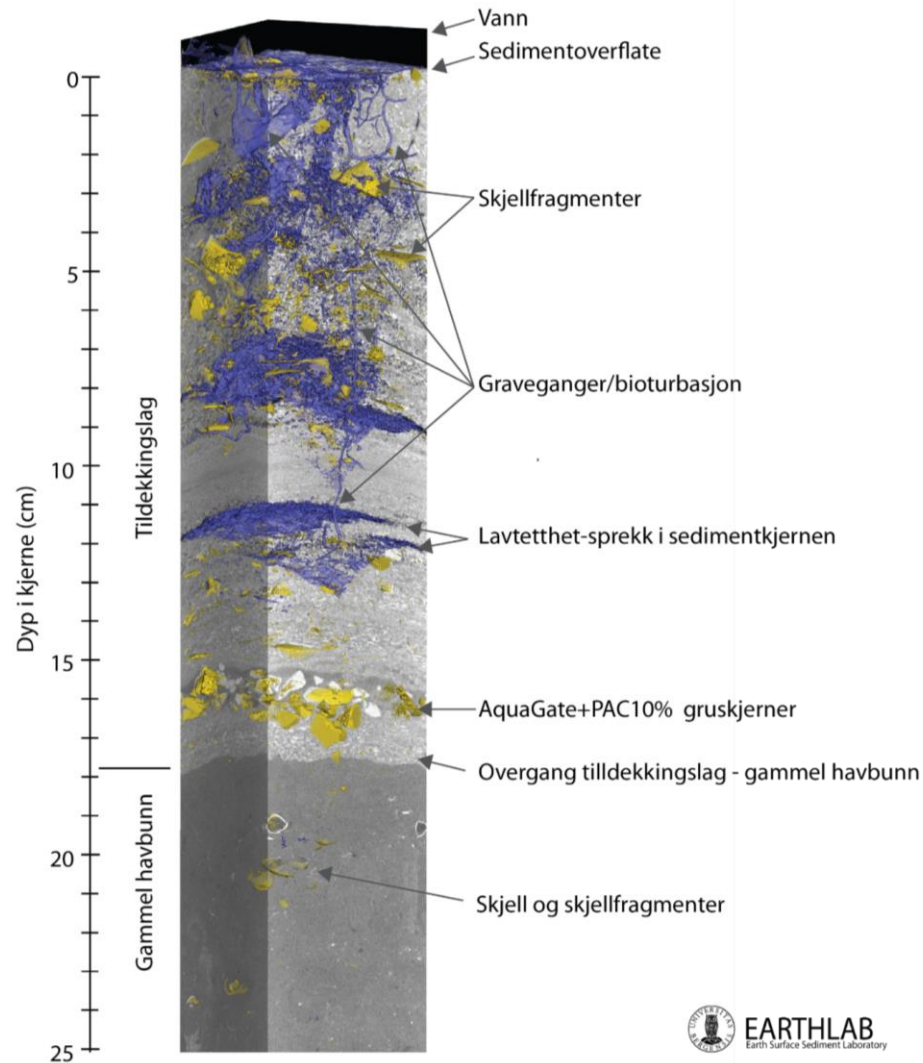 Vann
Sedimentoverflate
0
Skjellfragmenter
5
Graveganger/bioturbasjon
10
Lavtetthet-sprekk i sedimentkjernen
15
AquaGate+PAC10% gruskjerner
Overgang tilldekkingslag - gammel havbunn
20
Skjell og skjellfragmenter
25
Dyp i kjerne (cm)
Tildekkingslag
Gammel havbunn
EARTHLAB
Earth Surface Sediment Laboratory